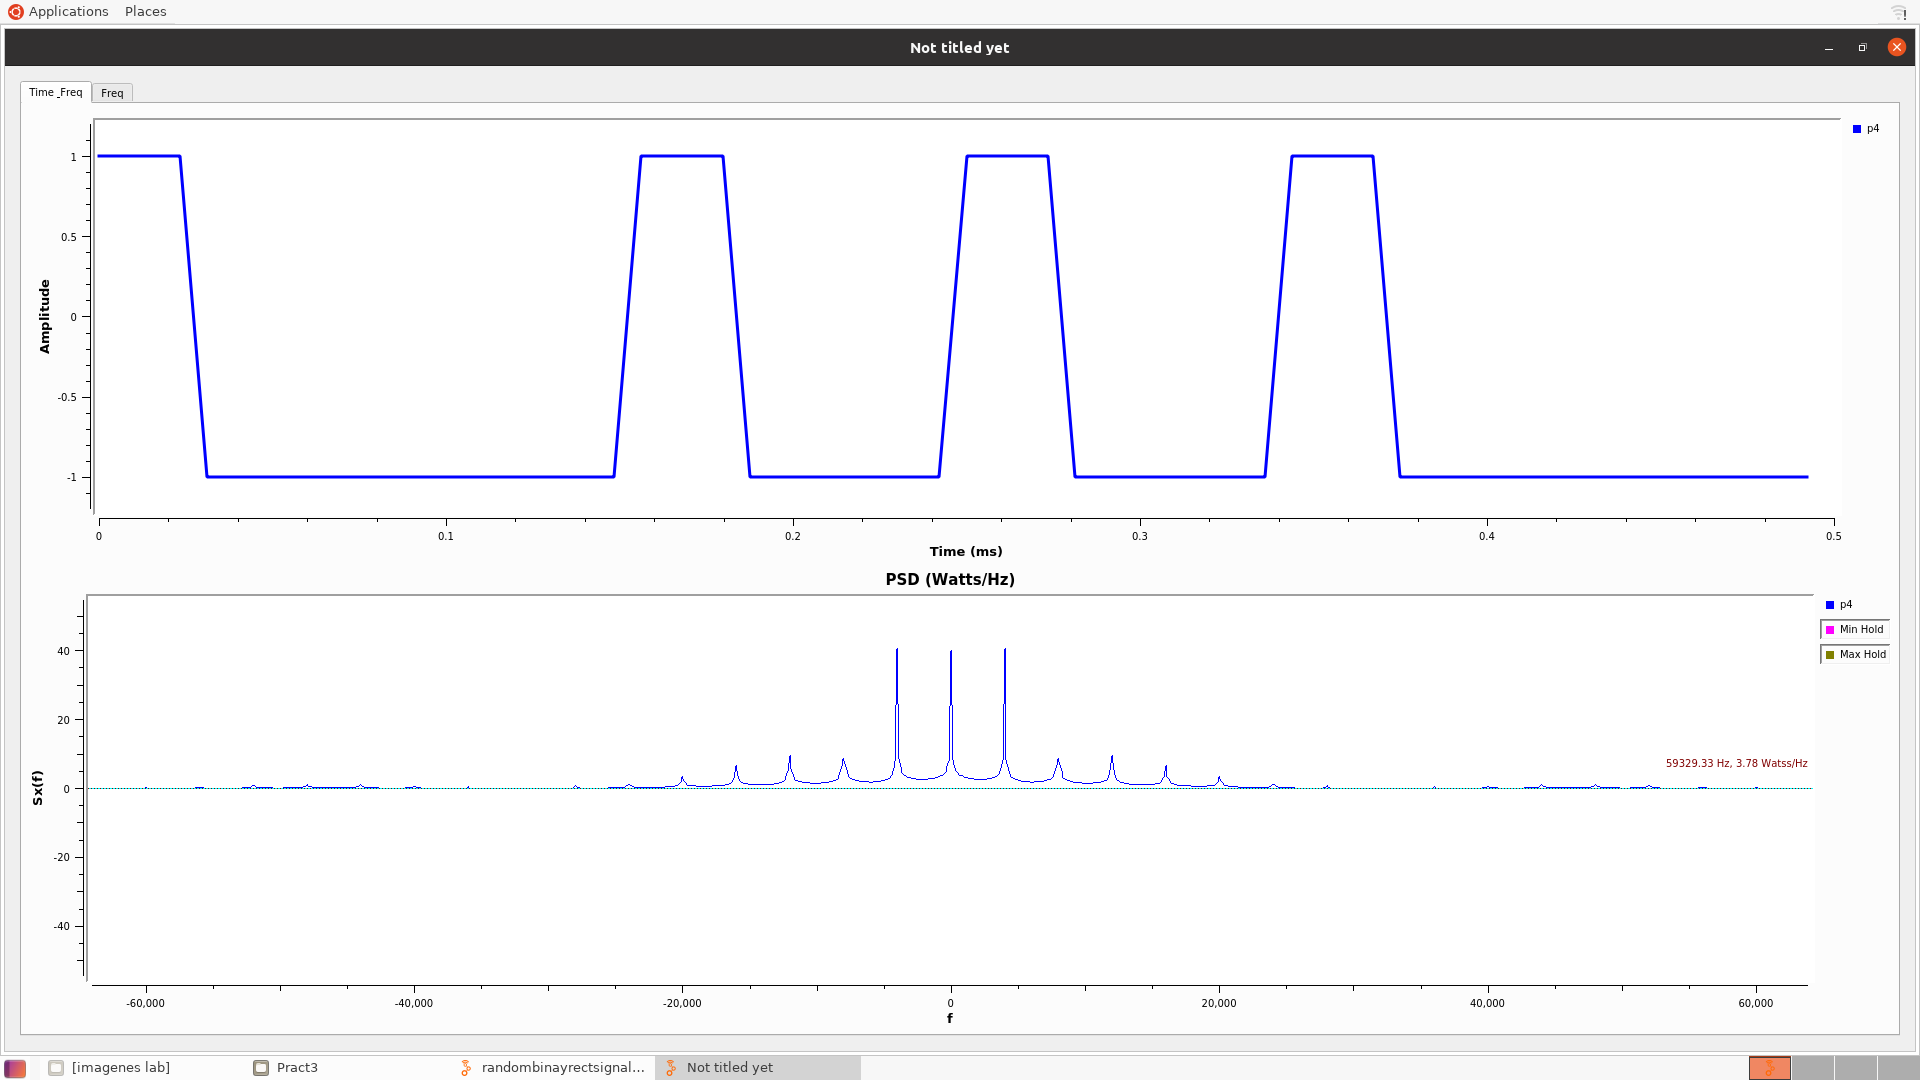 Applications Places
Not titled yet
Time _Freq Freq
p4
1
0.5
0
-0.5
-1
Amplitude
0 0.1 0.2 0.3 0.4 0.5
Time (ms)
PSD (Watts/Hz)
p4
Min Hold
Max Hold
40
20
0
-20
-40
Sx(f)
59329.33 Hz, 3.78 Watss/Hz
-60,000 -40,000 -20,000 0 20,000 40,000 60,000
f
[imagenes lab] Pract3 randombinayrectsignal... Not titled yet